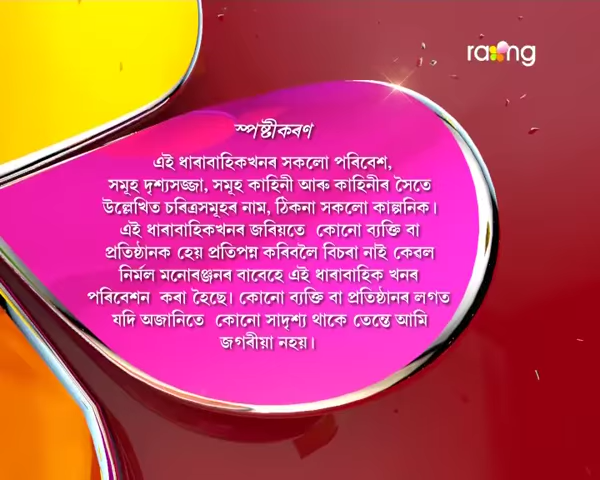 rang
স্পষ্টীকৰণ
এই ধাৰাবাহিকখনৰ সকলো পৰিবেশ,
সমূহ দৃশ্যসজ্জা, সমূহ কাহিনী আৰু কাহিনীৰ সৈতে
উল্লেখিত চৰিত্ৰসমূহৰ নাম, ঠিকনা সকলো কাল্পনিক।
এই ধাৰাবাহিকখনৰ জৰিয়তে কোনো ব্যক্তি বা
প্ৰতিষ্ঠানক হেয় প্ৰতিপন্ন কৰিবলৈ বিচৰা নাই কেৱল
নিৰ্মল মনোৰঞ্জনৰ বাবেহে এই ধাৰাবাহিক খনৰ
পৰিবেশন কৰা হৈছে। কোনো ব্যক্তি বা প্ৰতিষ্ঠানৰ লগত
যদি অজানিতে কোনো সাদৃশ্য থাকে তেন্তে আমি
জগৰীয়া নহয়।